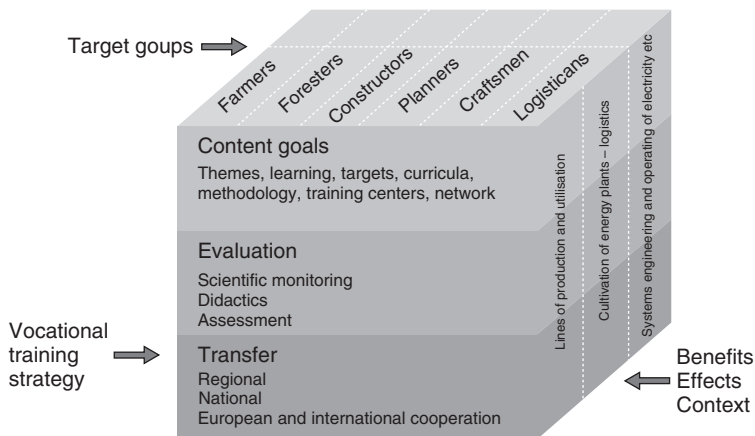 Target goups
Farmers
Foresters
Constructors
Planners
Craftsmen
Logisticans
Content goals
Themes, learning, targets, curricula,
methodology, training centers, network
Evaluation
Scientific monitoring
Didactics
Assessment
Transfer
Regional
National
European and international cooperation
Lines of production and utilisation
Cultivation of energy plants – logistics
Systems engineering and operating of electricity etc
Vocational
training
strategy
Benefits
Effects
Context